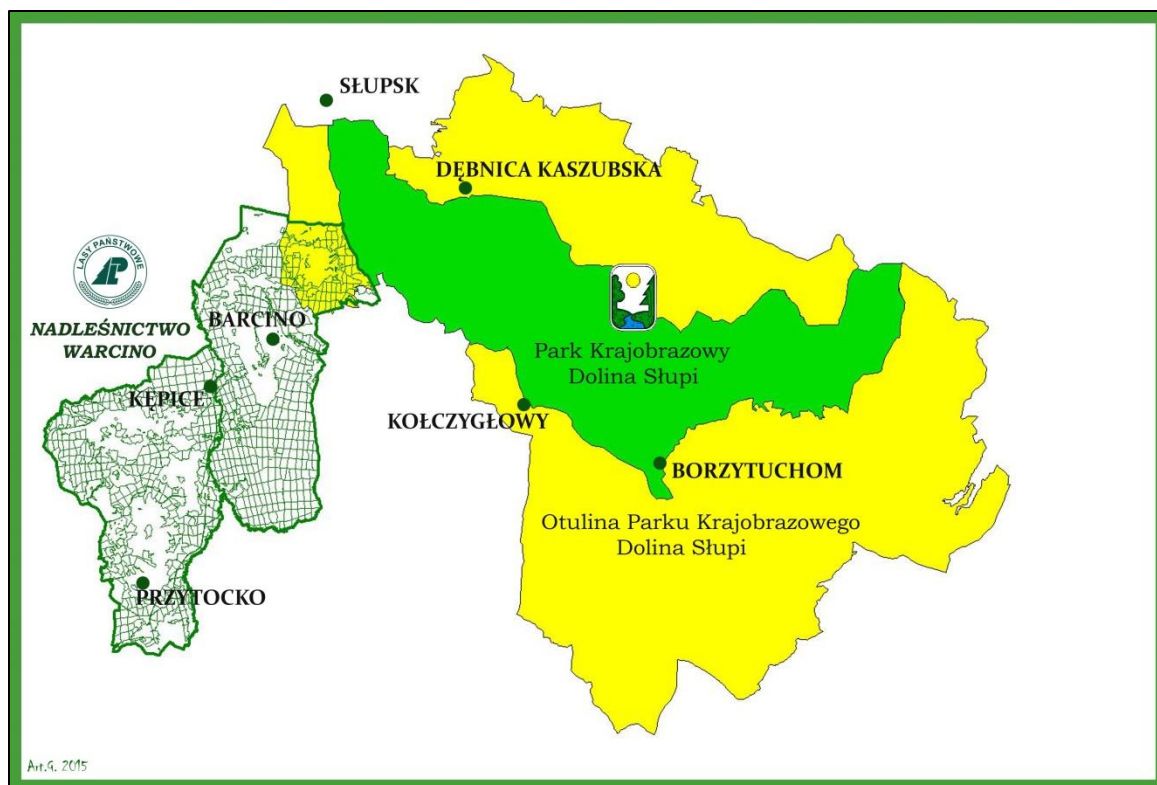 SŁUPSK
DĘBNICA KASZUBSKA
LASY PAŃSTWOWE
NADLEŚNICTWO
WARCINO
BARCINO
Park Krajobrazowy
Dolina Słupi
KĘPICE
KOŁCZYGŁOWY
BORZYTUCHOM
Otulina Parku Krajobrazowego
Dolina Słupi
PRZYTOCKO
Art.G. 2015